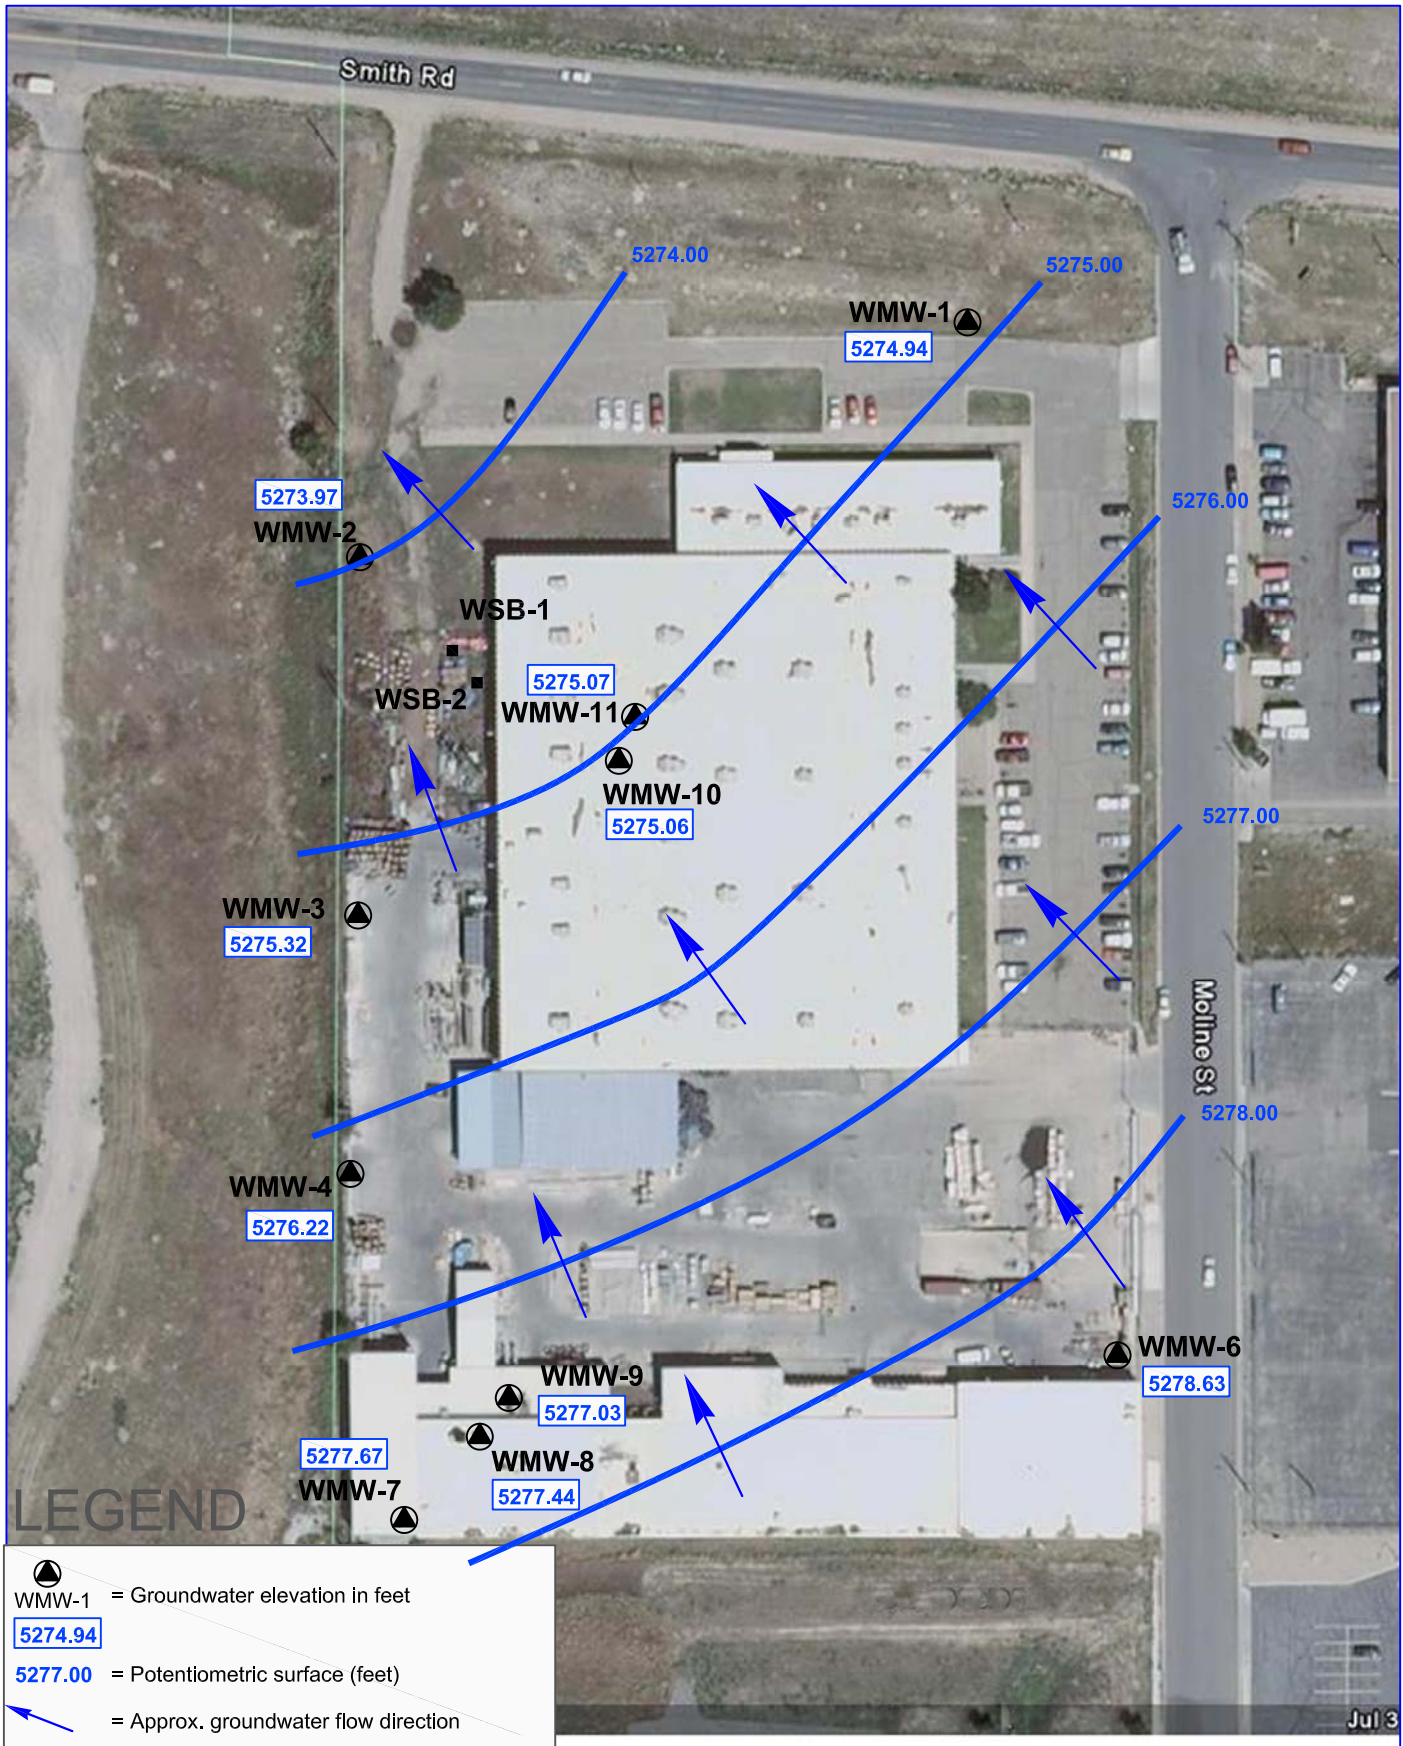 Smith Rd
5274.00
5275.00
WMW-1
5274.94
5276.00
5273.97
WMW-2
WSB-1
5275.07
WSB-2
WMW-11
WMW-10
5275.06
5277.00
WMW-3
5275.32
Moline St
5278.00
WMW-4
5276.22
WMW-6
5278.63
WMW-9
5277.03
5277.67
WMW-8
WMW-7
5277.44
LEGEND
WMW-1 = Groundwater elevation in feet
5274.94
5277.00 = Potentiometric surface (feet)
= Approx. groundwater flow direction
Jul 3